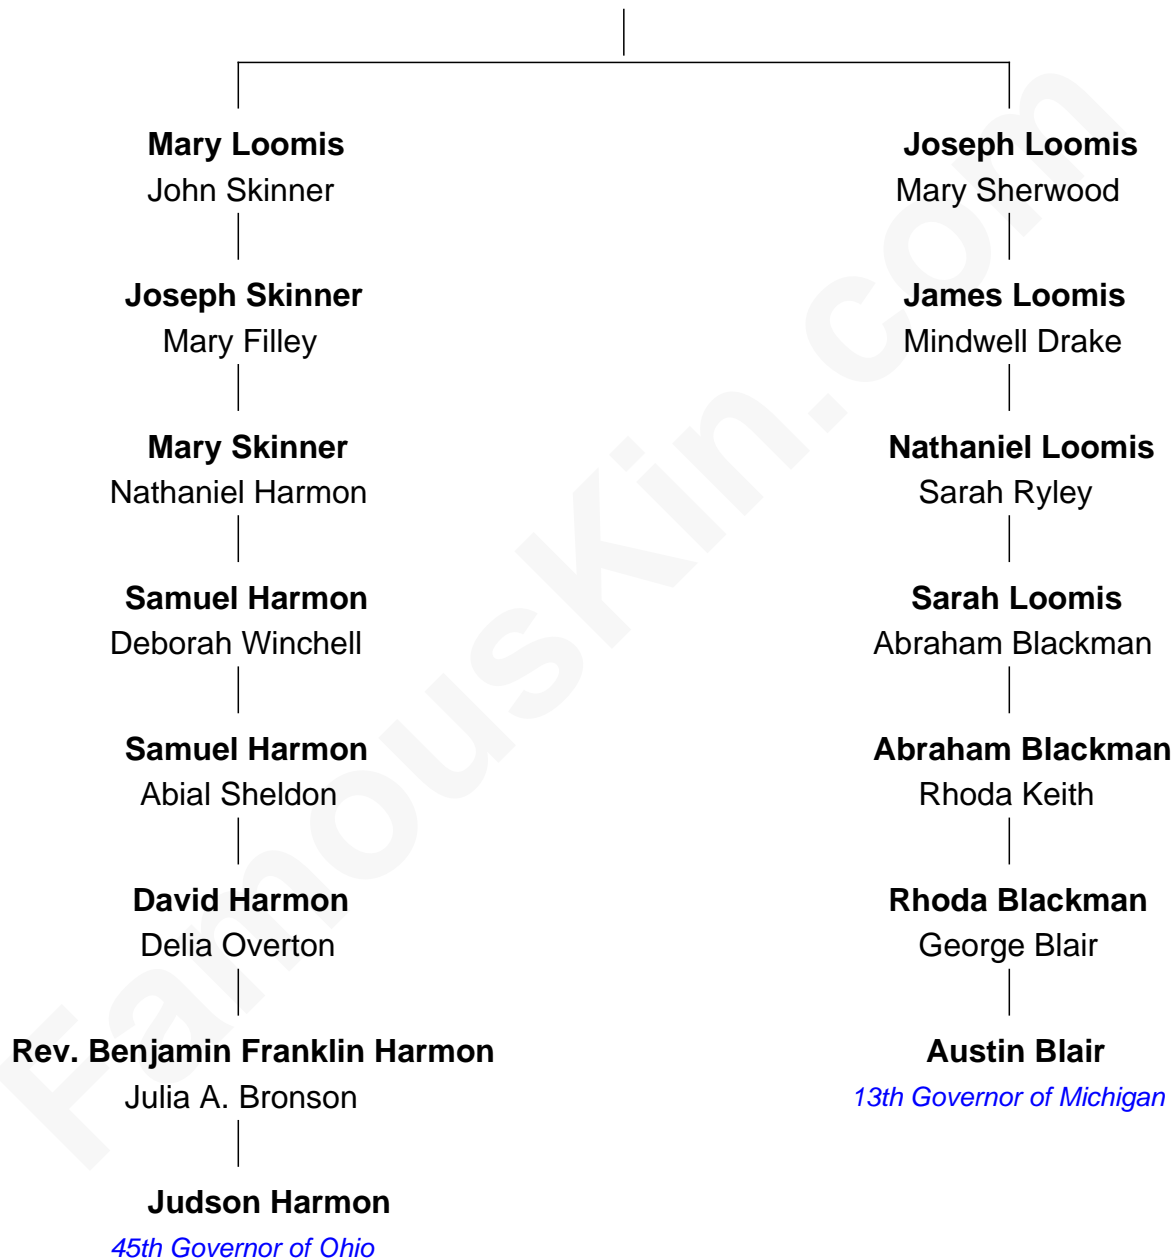 Mary Loomis
John Skinner
Joseph Skinner
Mary Filley
Mary Skinner
Nathaniel Harmon
Samuel Harmon
Deborah Winchell
Samuel Harmon
Abial Sheldon
David Harmon
Delia Overton
Rev. Benjamin Franklin Harmon
Julia A. Bronson
Judson Harmon
45th Governor of Ohio
Joseph Loomis
Mary Sherwood
James Loomis
Mindwell Drake
Nathaniel Loomis
Sarah Ryley
Sarah Loomis
Abraham Blackman
Abraham Blackman
Rhoda Keith
Rhoda Blackman
George Blair
Austin Blair
13th Governor of Michigan
FamousKin.com